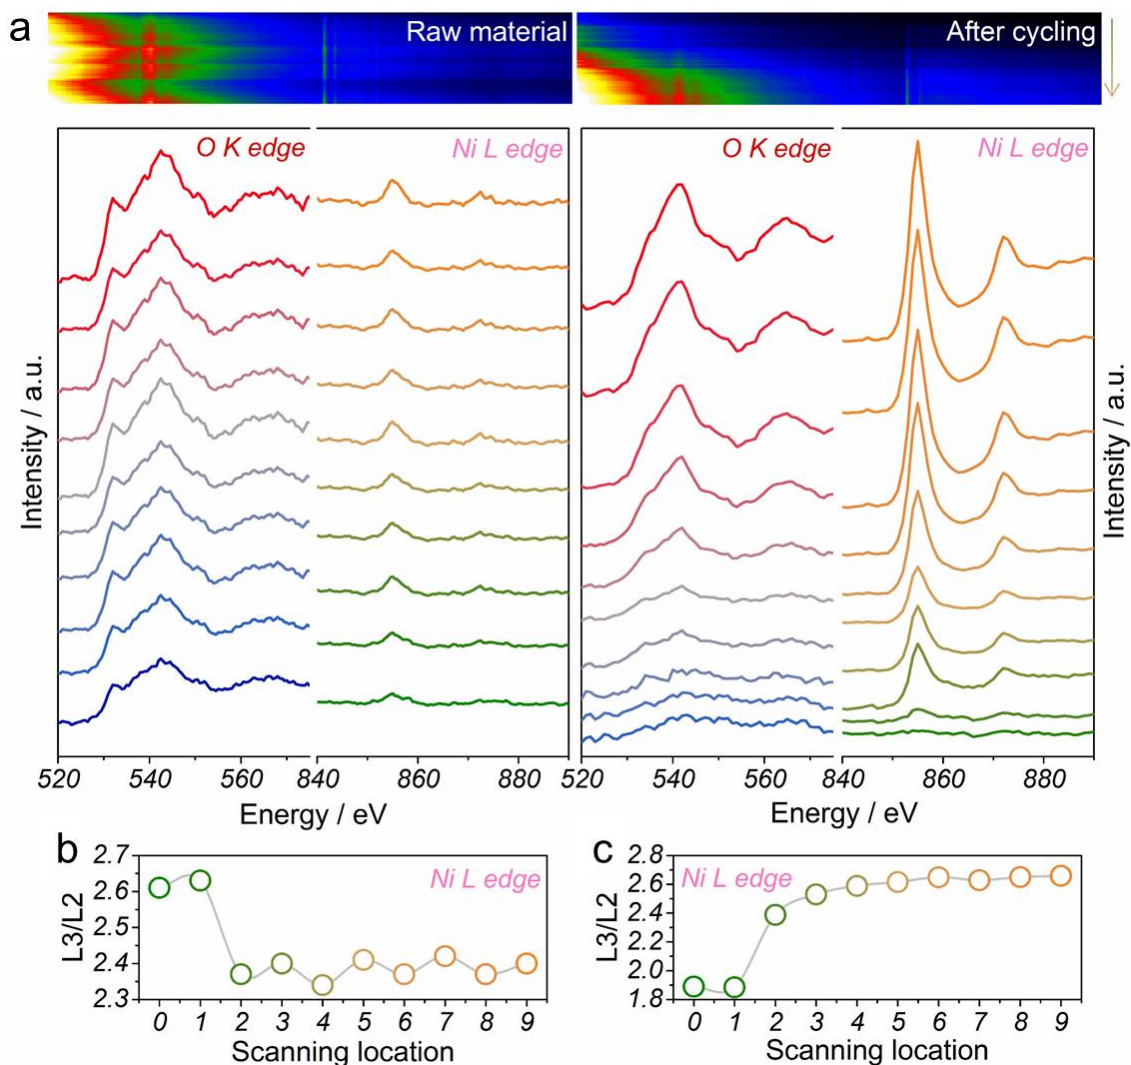 a
Raw material
After cycling
O K edge
Ni L edge
O K edge
Ni L edge
Intensity / a.u.
Intensity / a.u.
520 540 560 840 860 880
520 540 560 840 860 880
Energy / eV
Energy / eV
b
2.7
2.6
2.5
2.4
2.3
L3/L2
Ni L edge
0 1 2 3 4 5 6 7 8 9
Scanning location
c
2.8
2.6
2.4
2.2
2.0
1.8
L3/L2
Ni L edge
0 1 2 3 4 5 6 7 8 9
Scanning location